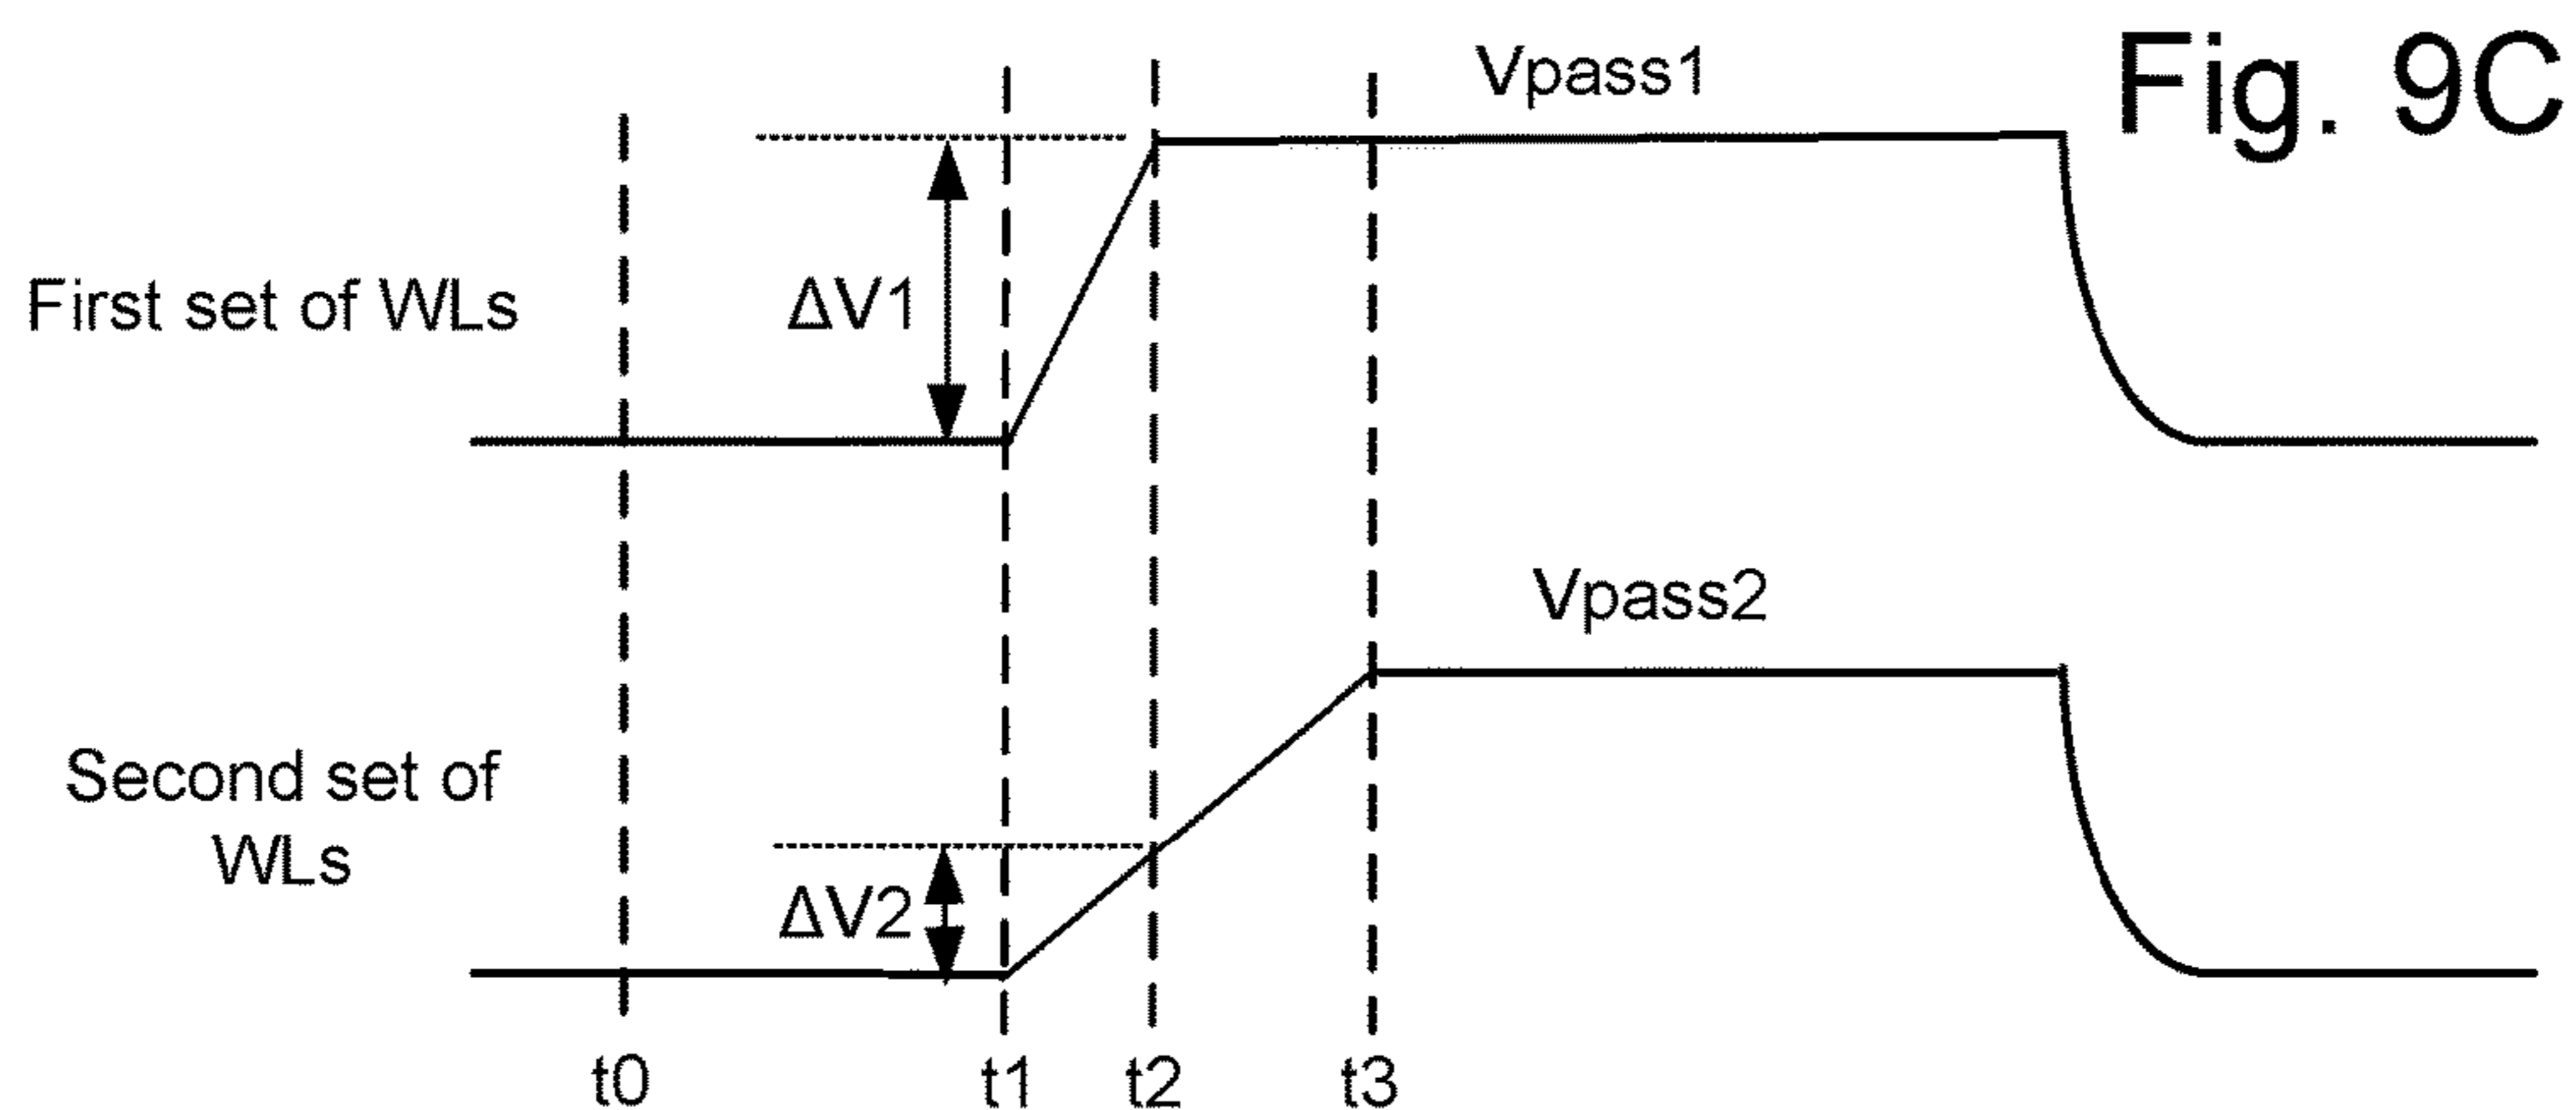 Fig. 9C
Vpass1
First set of WLs
ΔV1
Vpass2
Second set of
WLs
ΔV2
t0
t1
t2
t3